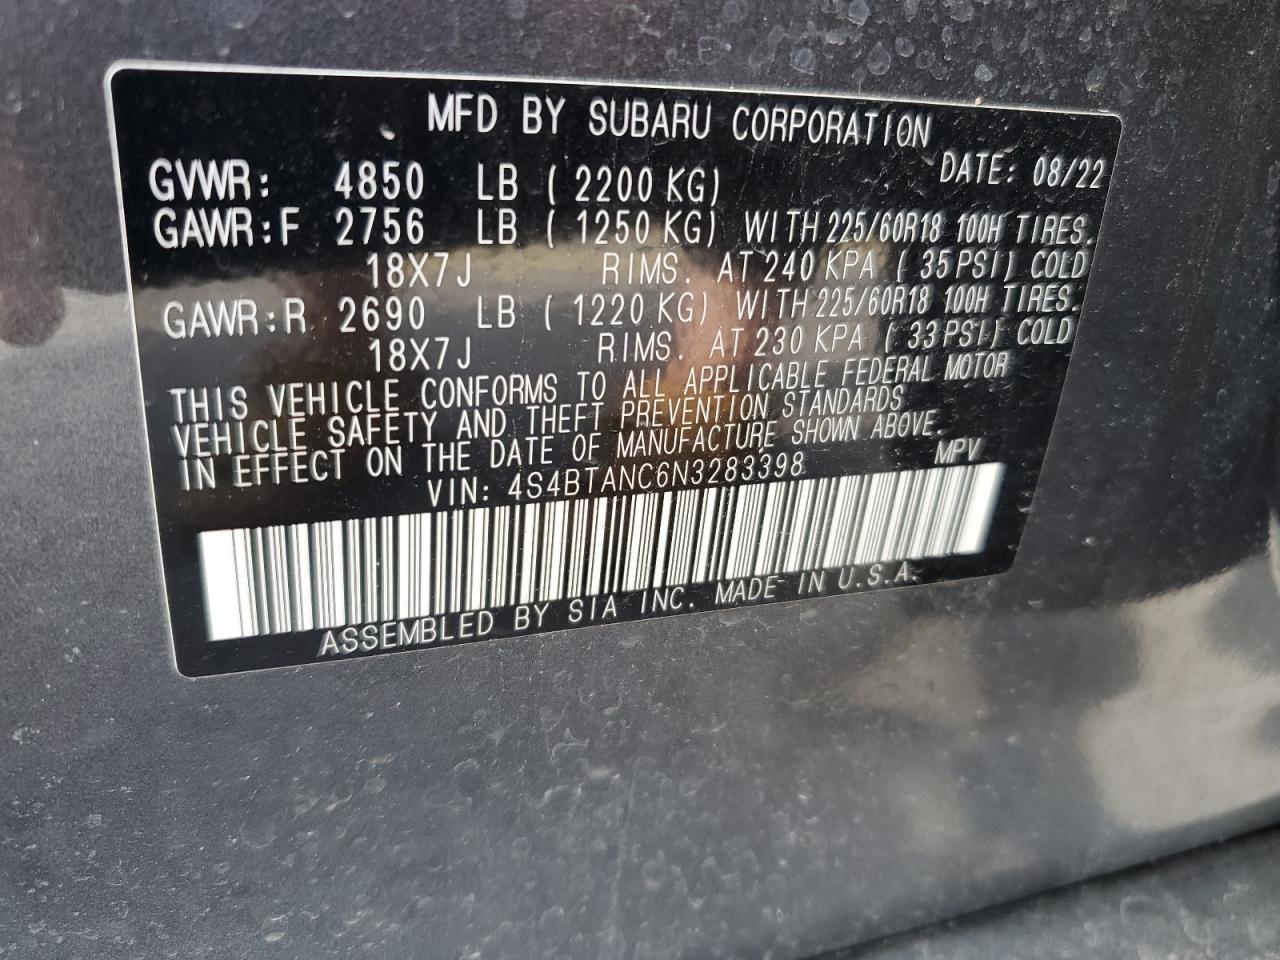 MFD BY SUBARU CORPORATION
DATE: 08/22
GVWR: 4850 LB ( 2200 KG)
GAWR:F 2756 LB ( 1250 KG) WITH 225/60R18 100H TIRES.
18X7J RIMS. AT 240 KPA ( 35 PSI) COLD
GAWR:R 2690 LB ( 1220 KG) WITH 225/60R18 100H TIRES.
18X7J RIMS. AT 230 KPA ( 33 PSI) COLD
THIS VEHICLE CONFORMS TO ALL APPLICABLE FEDERAL MOTOR
VEHICLE SAFETY AND THEFT PREVENTION STANDARDS
IN EFFECT ON THE DATE OF MANUFACTURE SHOWN ABOVE.
VIN: 4S4BTANC6N3283398 MPV
ASSEMBLED BY SIA INC. MADE IN U.S.A.